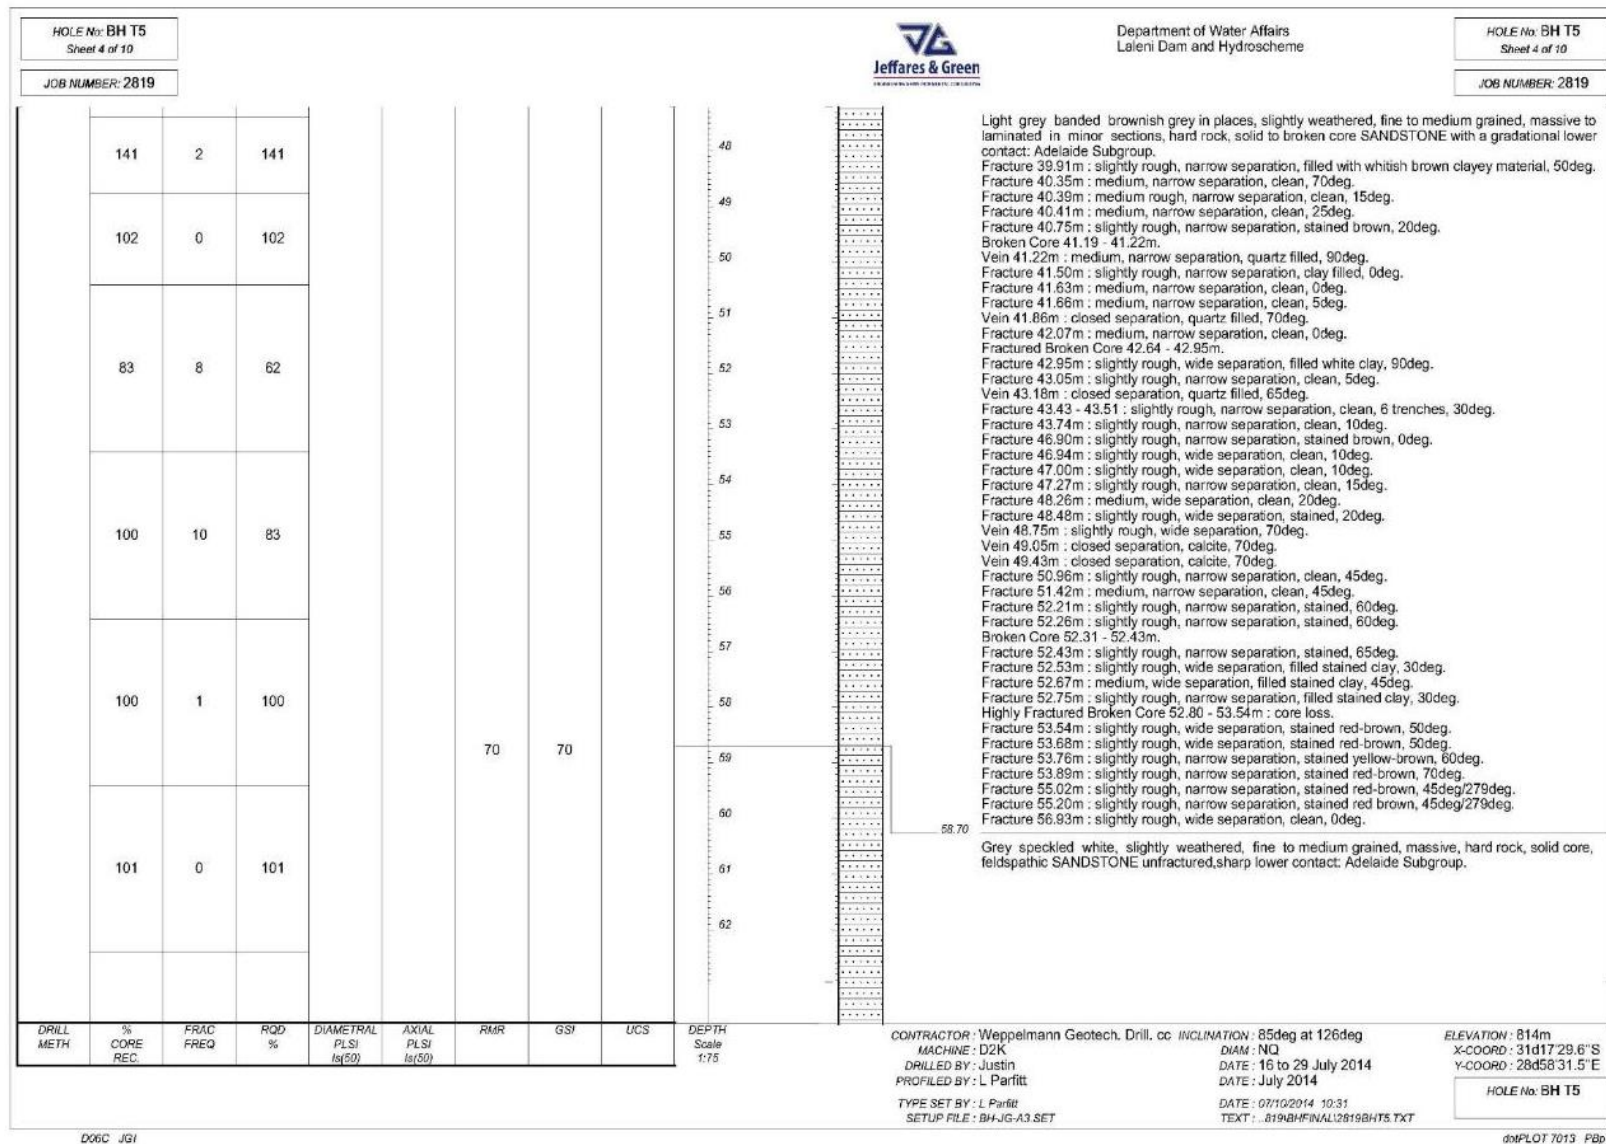 HOLE No: BH T5
Sheet 4 of 10
JOB NUMBER: 2819
Jeffares & Green
Department of Water Affairs
Laleni Dam and Hydroscheme
HOLE No: BH T5
Sheet 4 of 10
JOB NUMBER: 2819
141 2 141
102 0 102
83 8 62
100 10 83
100 1 100
70 70
101 0 101
48
49
50
51
52
53
54
55
56
57
58
59
60
61
62
Light grey banded brownish grey in places, slightly weathered, fine to medium grained, massive to
laminated in minor sections, hard rock, solid to broken core SANDSTONE with a gradational lower
contact: Adelaide Subgroup.
Fracture 39.91m : slightly rough, narrow separation, filled with whitish brown clayey material, 50deg.
Fracture 40.35m : medium, narrow separation, clean, 70deg.
Fracture 40.39m : medium rough, narrow separation, clean, 15deg.
Fracture 40.41m : medium, narrow separation, clean, 25deg.
Fracture 40.75m : slightly rough, narrow separation, stained brown, 20deg.
Broken Core 41.19 - 41.22m.
Vein 41.22m : medium, narrow separation, quartz filled, 90deg.
Fracture 41.50m : slightly rough, narrow separation, clay filled, 0deg.
Fracture 41.63m : medium, narrow separation, clean, 0deg.
Fracture 41.66m : medium, narrow separation, clean, 5deg.
Vein 41.86m : closed separation, quartz filled, 70deg.
Fracture 42.07m : medium, narrow separation, clean, 0deg.
Fractured Broken Core 42.64 - 42.95m.
Fracture 42.95m : slightly rough, wide separation, filled white clay, 90deg.
Fracture 43.05m : slightly rough, narrow separation, clean, 5deg.
Vein 43.18m : closed separation, quartz filled, 65deg.
Fracture 43.43 - 43.51 : slightly rough, narrow separation, clean, 6 trenches, 30deg.
Fracture 43.74m : slightly rough, narrow separation, clean, 10deg.
Fracture 46.90m : slightly rough, narrow separation, stained brown, 0deg.
Fracture 46.94m : slightly rough, wide separation, clean, 10deg.
Fracture 47.00m : slightly rough, wide separation, clean, 10deg.
Fracture 47.27m : slightly rough, narrow separation, clean, 15deg.
Fracture 48.26m : medium, wide separation, clean, 20deg.
Fracture 48.48m : slightly rough, wide separation, stained, 20deg.
Vein 48.75m : slightly rough, wide separation, 70deg.
Vein 49.05m : closed separation, calcite, 70deg.
Vein 49.43m : closed separation, calcite, 70deg.
Fracture 50.96m : slightly rough, narrow separation, clean, 45deg.
Fracture 51.42m : medium, narrow separation, clean, 45deg.
Fracture 52.21m : slightly rough, narrow separation, stained, 60deg.
Fracture 52.26m : slightly rough, narrow separation, stained, 60deg.
Broken Core 52.31 - 52.43m.
Fracture 52.43m : slightly rough, narrow separation, stained, 65deg.
Fracture 52.53m : slightly rough, wide separation, filled stained clay, 30deg.
Fracture 52.67m : medium, wide separation, filled stained clay, 45deg.
Fracture 52.75m : slightly rough, narrow separation, filled stained clay, 30deg.
Highly Fractured Broken Core 52.80 - 53.54m : core loss.
Fracture 53.54m : slightly rough, wide separation, stained red-brown, 50deg.
Fracture 53.68m : slightly rough, wide separation, stained red-brown, 50deg.
Fracture 53.76m : slightly rough, narrow separation, stained yellow-brown, 60deg.
Fracture 53.89m : slightly rough, narrow separation, stained red-brown, 70deg.
Fracture 55.02m : slightly rough, narrow separation, stained red-brown, 45deg/279deg.
Fracture 55.20m : slightly rough, narrow separation, stained red brown, 45deg/279deg.
Fracture 56.93m : slightly rough, wide separation, clean, 0deg.
58.70
Grey speckled white, slightly weathered, fine to medium grained, massive, hard rock, solid core,
feldspathic SANDSTONE unfractured,sharp lower contact: Adelaide Subgroup.
DRILL METH % CORE REC. FRAC FREQ RQD % DIAMETRAL PLSI Is(50) AXIAL PLSI Is(50) RMR GSI UCS DEPTH Scale 1:75
CONTRACTOR : Weppelmann Geotech. Drill. cc INCLINATION : 85deg at 126deg ELEVATION : 814m
MACHINE : D2K DIAM : NQ X-COORD : 31d17'29.6"S
DRILLED BY : Justin DATE : 16 to 29 July 2014 Y-COORD : 28d58'31.5"E
PROFILED BY : L Parfitt DATE : July 2014
HOLE No: BH T5
TYPE SET BY : L Parfitt DATE : 07/10/2014 10:31
SETUP FILE : BH-JG-A3.SET TEXT : ..819\BHFINAL\2819BHT5.TXT
D06C JGI
dotPLOT 7013 PBp